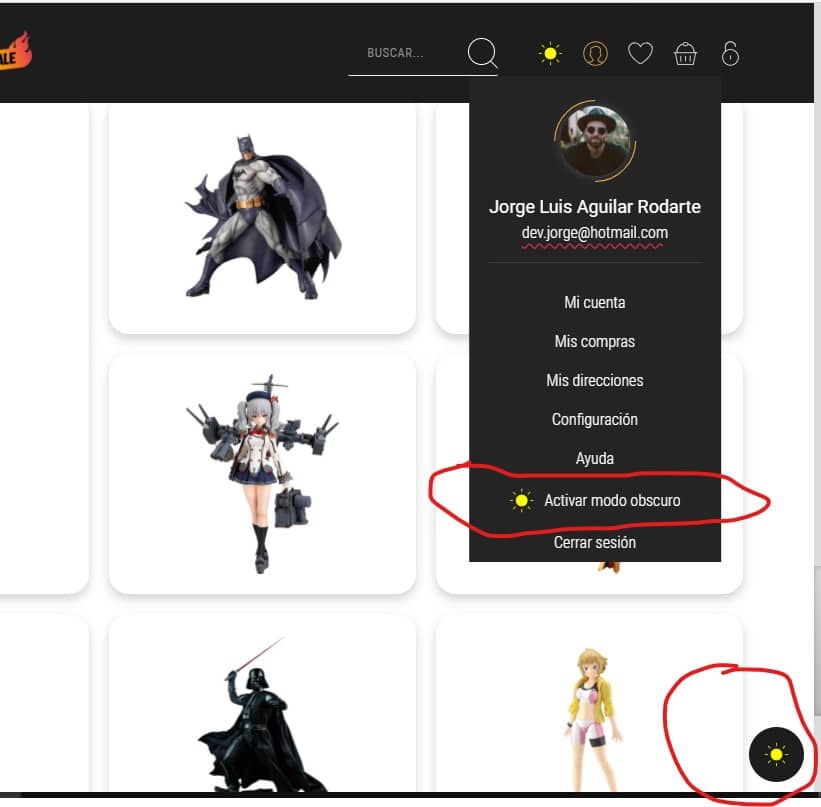 ALE
BUSCAR...
Jorge Luis Aguilar Rodarte
dev.jorge@hotmail.com
Mi cuenta
Mis compras
Mis direcciones
Configuración
Ayuda
Activar modo obscuro
Cerrar sesión